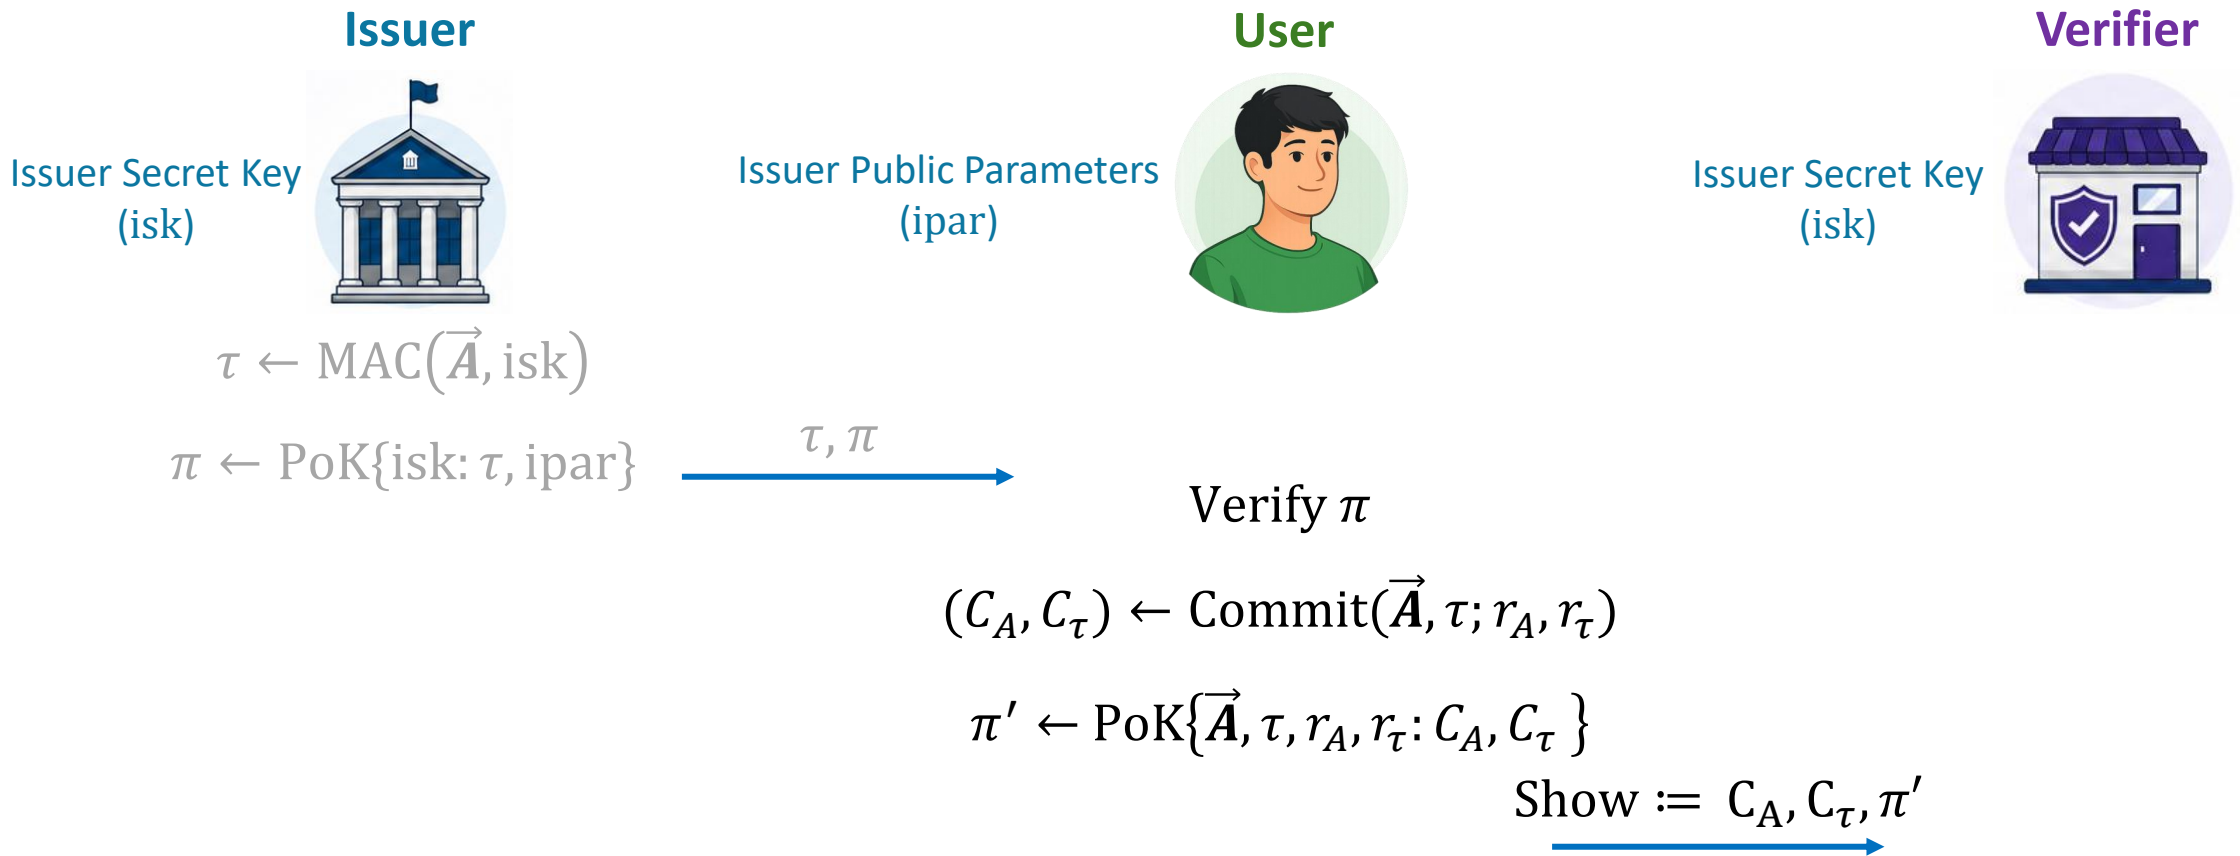 Issuer
User
Verifier
Issuer Secret Key
(isk)
Issuer Public Parameters
(ipar)
Issuer Secret Key
(isk)
τ ← MAC(A⃗, isk)
π ← PoK{isk: τ, ipar}
τ, π
Verify π
(C_A, C_τ) ← Commit(A⃗, τ; r_A, r_τ)
π′ ← PoK{A⃗, τ, r_A, r_τ: C_A, C_τ }
Show ≔ C_A, C_τ, π′